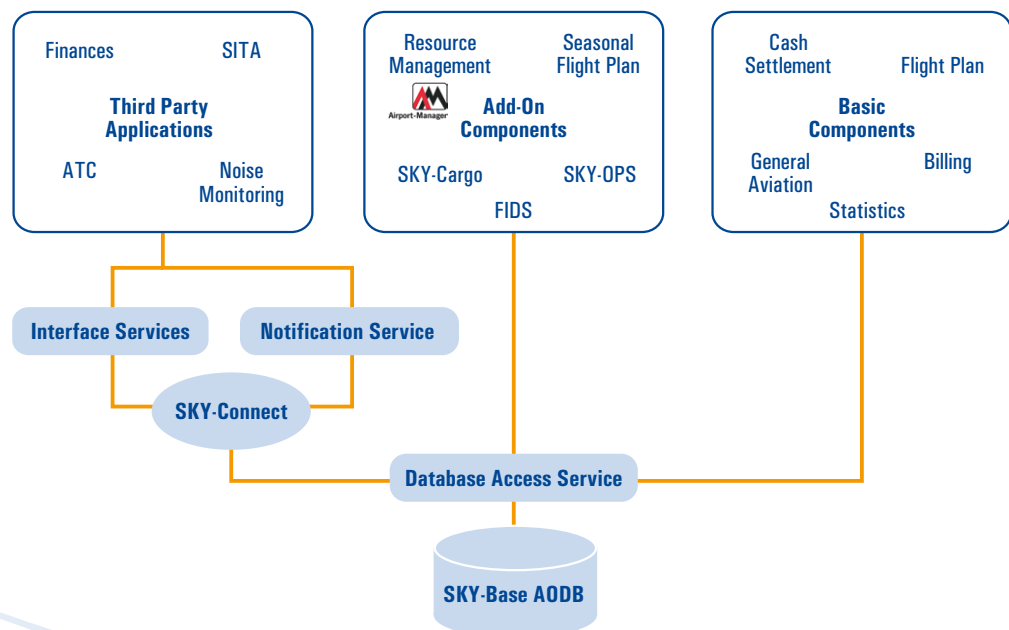 Finances
SITA
Third Party
Applications
ATC
Noise
Monitoring
Resource
Management
Seasonal
Flight Plan
Airport-Manager
Add-On
Components
SKY-Cargo
SKY-OPS
FIDS
Cash
Settlement
Flight Plan
Basic
Components
General
Aviation
Billing
Statistics
Interface Services
Notification Service
SKY-Connect
Database Access Service
SKY-Base AODB